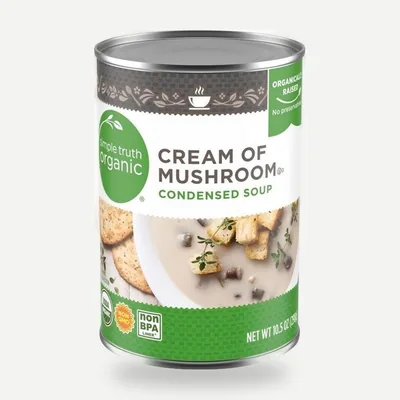 ORGANICALLY
RAISED
No preservatives
simple truth
organic
®
CREAM OF
MUSHROOM
CONDENSED SOUP
non
BPA
LINER
NET WT 10.5 OZ